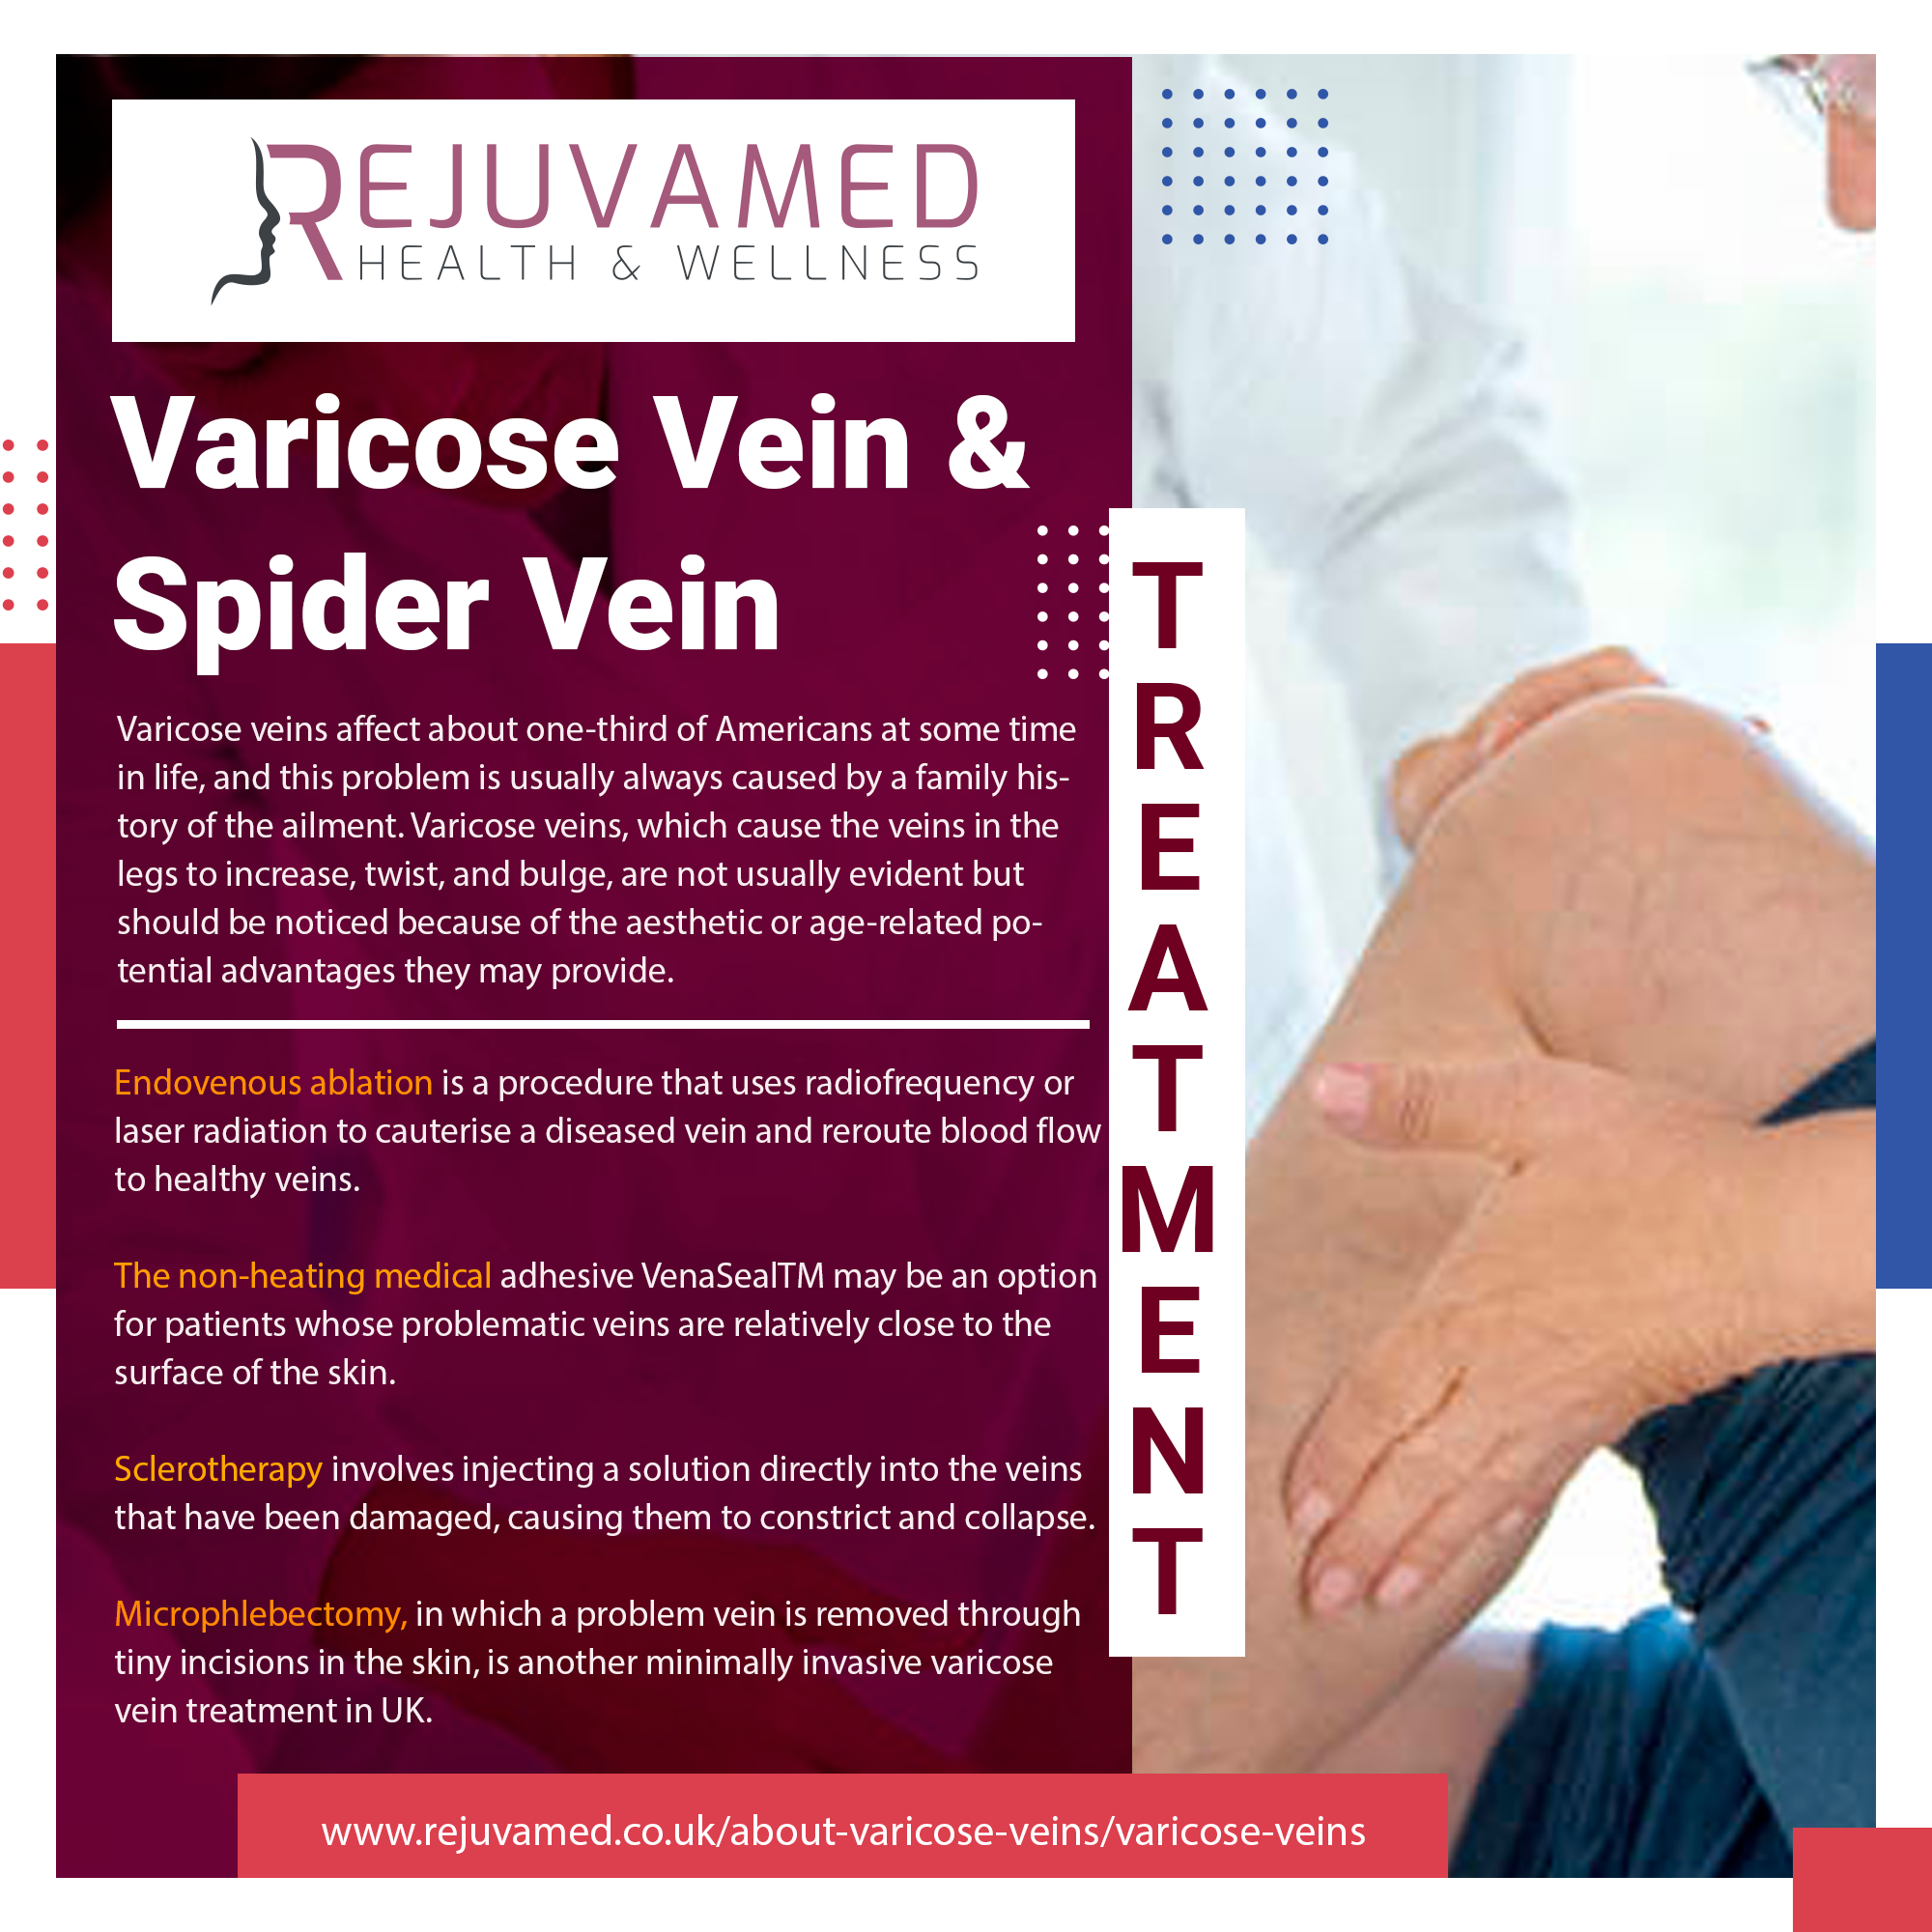 REJUVAMED
HEALTH & WELLNESS
Varicose Vein &
Spider Vein
Varicose veins affect about one-third of Americans at some time
in life, and this problem is usually always caused by a family his-
tory of the ailment. Varicose veins, which cause the veins in the
legs to increase, twist, and bulge, are not usually evident but
should be noticed because of the aesthetic or age-related po-
tential advantages they may provide.
Endovenous ablation is a procedure that uses radiofrequency or
laser radiation to cauterise a diseased vein and reroute blood flow
to healthy veins.
The non-heating medical adhesive VenaSealTM may be an option
for patients whose problematic veins are relatively close to the
surface of the skin.
Sclerotherapy involves injecting a solution directly into the veins
that have been damaged, causing them to constrict and collapse.
Microphlebectomy, in which a problem vein is removed through
tiny incisions in the skin, is another minimally invasive varicose
vein treatment in UK.
TREATMENT
www.rejuvamed.co.uk/about-varicose-veins/varicose-veins